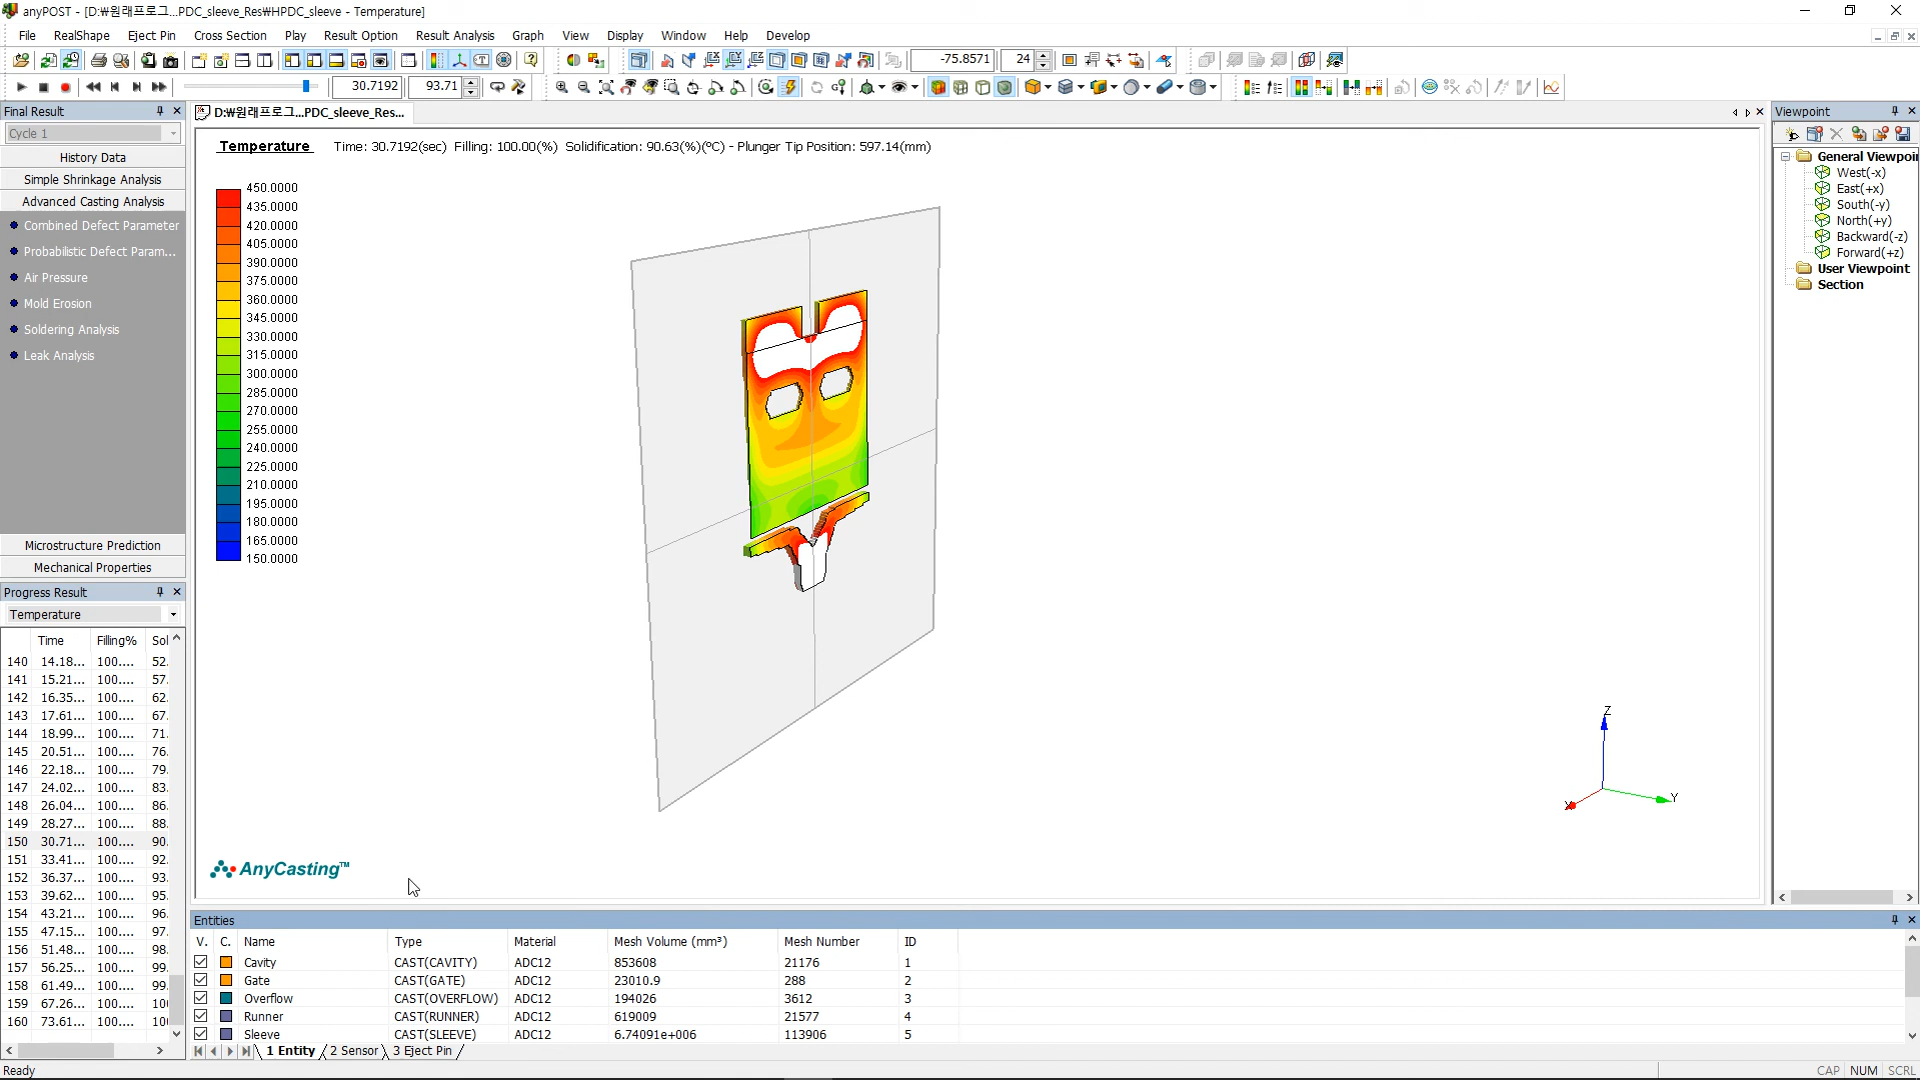 anyPOST - [D:₩원래프로그...PDC_sleeve_Res₩HPDC_sleeve - Temperature]
File RealShape Eject Pin Cross Section Play Result Option Result Analysis Graph View Display Window Help Develop
-75.8571 24
30.7192 93.71
Final Result
Cycle 1
History Data
Simple Shrinkage Analysis
Advanced Casting Analysis
Combined Defect Parameter
Probabilistic Defect Param...
Air Pressure
Mold Erosion
Soldering Analysis
Leak Analysis
Microstructure Prediction
Mechanical Properties
Progress Result
Temperature
Time Filling% Sol
140 14.18... 100.... 52.
141 15.21... 100.... 57.
142 16.35... 100.... 62.
143 17.61... 100.... 67.
144 18.99... 100.... 71.
145 20.51... 100.... 76.
146 22.18... 100.... 79.
147 24.02... 100.... 83.
148 26.04... 100.... 86.
149 28.27... 100.... 88.
150 30.71... 100.... 90.
151 33.41... 100.... 92.
152 36.37... 100.... 93.
153 39.62... 100.... 95.
154 43.21... 100.... 96.
155 47.15... 100.... 97.
156 51.48... 100.... 98.
157 56.25... 100.... 99.
158 61.49... 100.... 99.
159 67.26... 100.... 100
160 73.61... 100.... 100
D:₩원래프로그...PDC_sleeve_Res...
Temperature Time: 30.7192(sec) Filling: 100.00(%) Solidification: 90.63(%)(ºC) - Plunger Tip Position: 597.14(mm)
450.0000
435.0000
420.0000
405.0000
390.0000
375.0000
360.0000
345.0000
330.0000
315.0000
300.0000
285.0000
270.0000
255.0000
240.0000
225.0000
210.0000
195.0000
180.0000
165.0000
150.0000
Z
X
Y
AnyCasting™
Viewpoint
General Viewpoi
West(-x)
East(+x)
South(-y)
North(+y)
Backward(-z)
Forward(+z)
User Viewpoint
Section
Entities
V. C. Name Type Material Mesh Volume (mm³) Mesh Number ID
Cavity CAST(CAVITY) ADC12 853608 21176 1
Gate CAST(GATE) ADC12 23010.9 288 2
Overflow CAST(OVERFLOW) ADC12 194026 3612 3
Runner CAST(RUNNER) ADC12 619009 21577 4
Sleeve CAST(SLEEVE) ADC12 6.74091e+006 113906 5
1 Entity 2 Sensor 3 Eject Pin
Ready CAP NUM SCRL